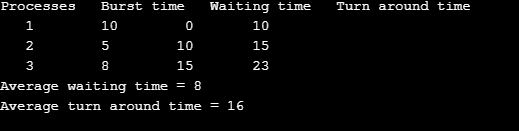 Processes Burst time Waiting time Turn around time
1 10 0 10
2 5 10 15
3 8 15 23
Average waiting time = 8
Average turn around time = 16